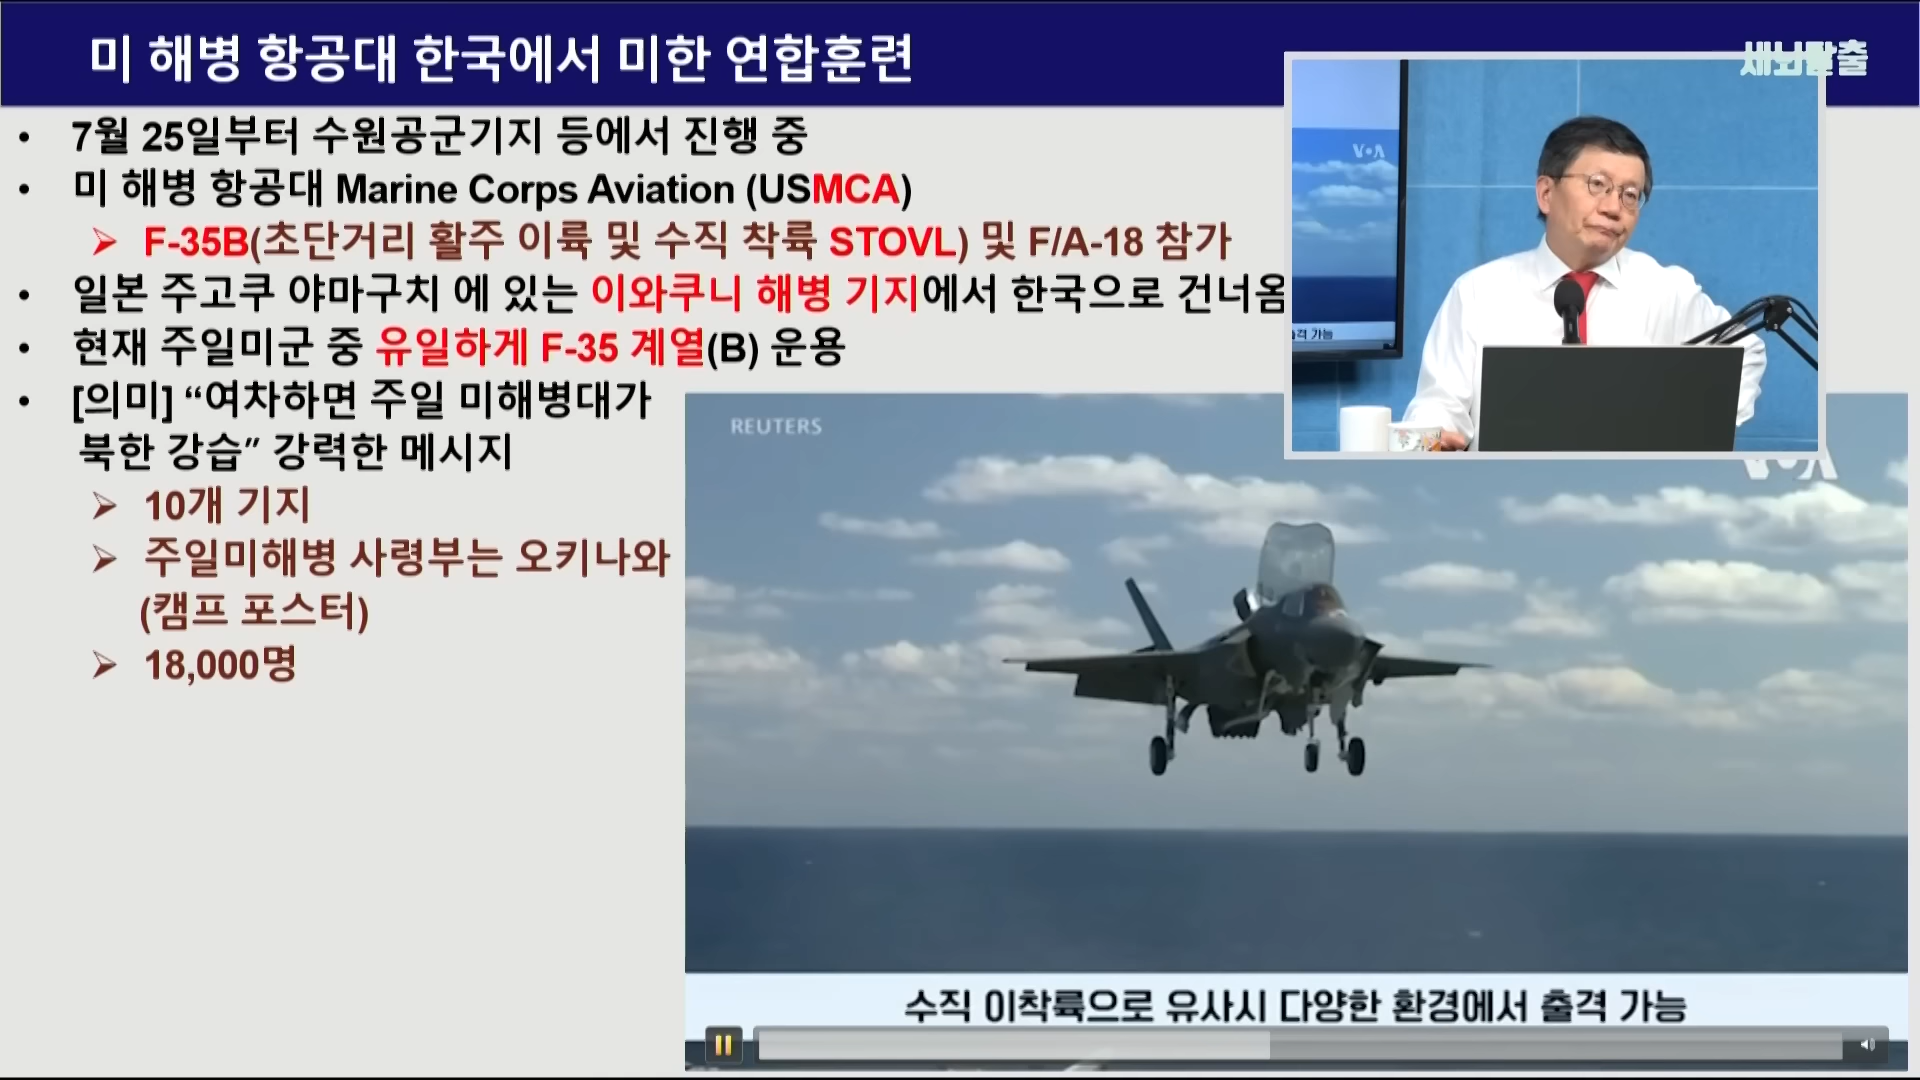 미 해병 항공대 한국에서 미한 연합훈련
세뇌탈출
• 7월 25일부터 수원공군기지 등에서 진행 중
• 미 해병 항공대 Marine Corps Aviation (USMCA)
➢ F-35B(초단거리 활주 이륙 및 수직 착륙 STOVL) 및 F/A-18 참가
• 일본 주고쿠 야마구치 에 있는 이와쿠니 해병 기지에서 한국으로 건너옴
• 현재 주일미군 중 유일하게 F-35 계열(B) 운용
• [의미] “여차하면 주일 미해병대가
북한 강습” 강력한 메시지
➢ 10개 기지
➢ 주일미해병 사령부는 오키나와
(캠프 포스터)
➢ 18,000명
VOA
격 가능
REUTERS
VOA
수직 이착륙으로 유사시 다양한 환경에서 출격 가능